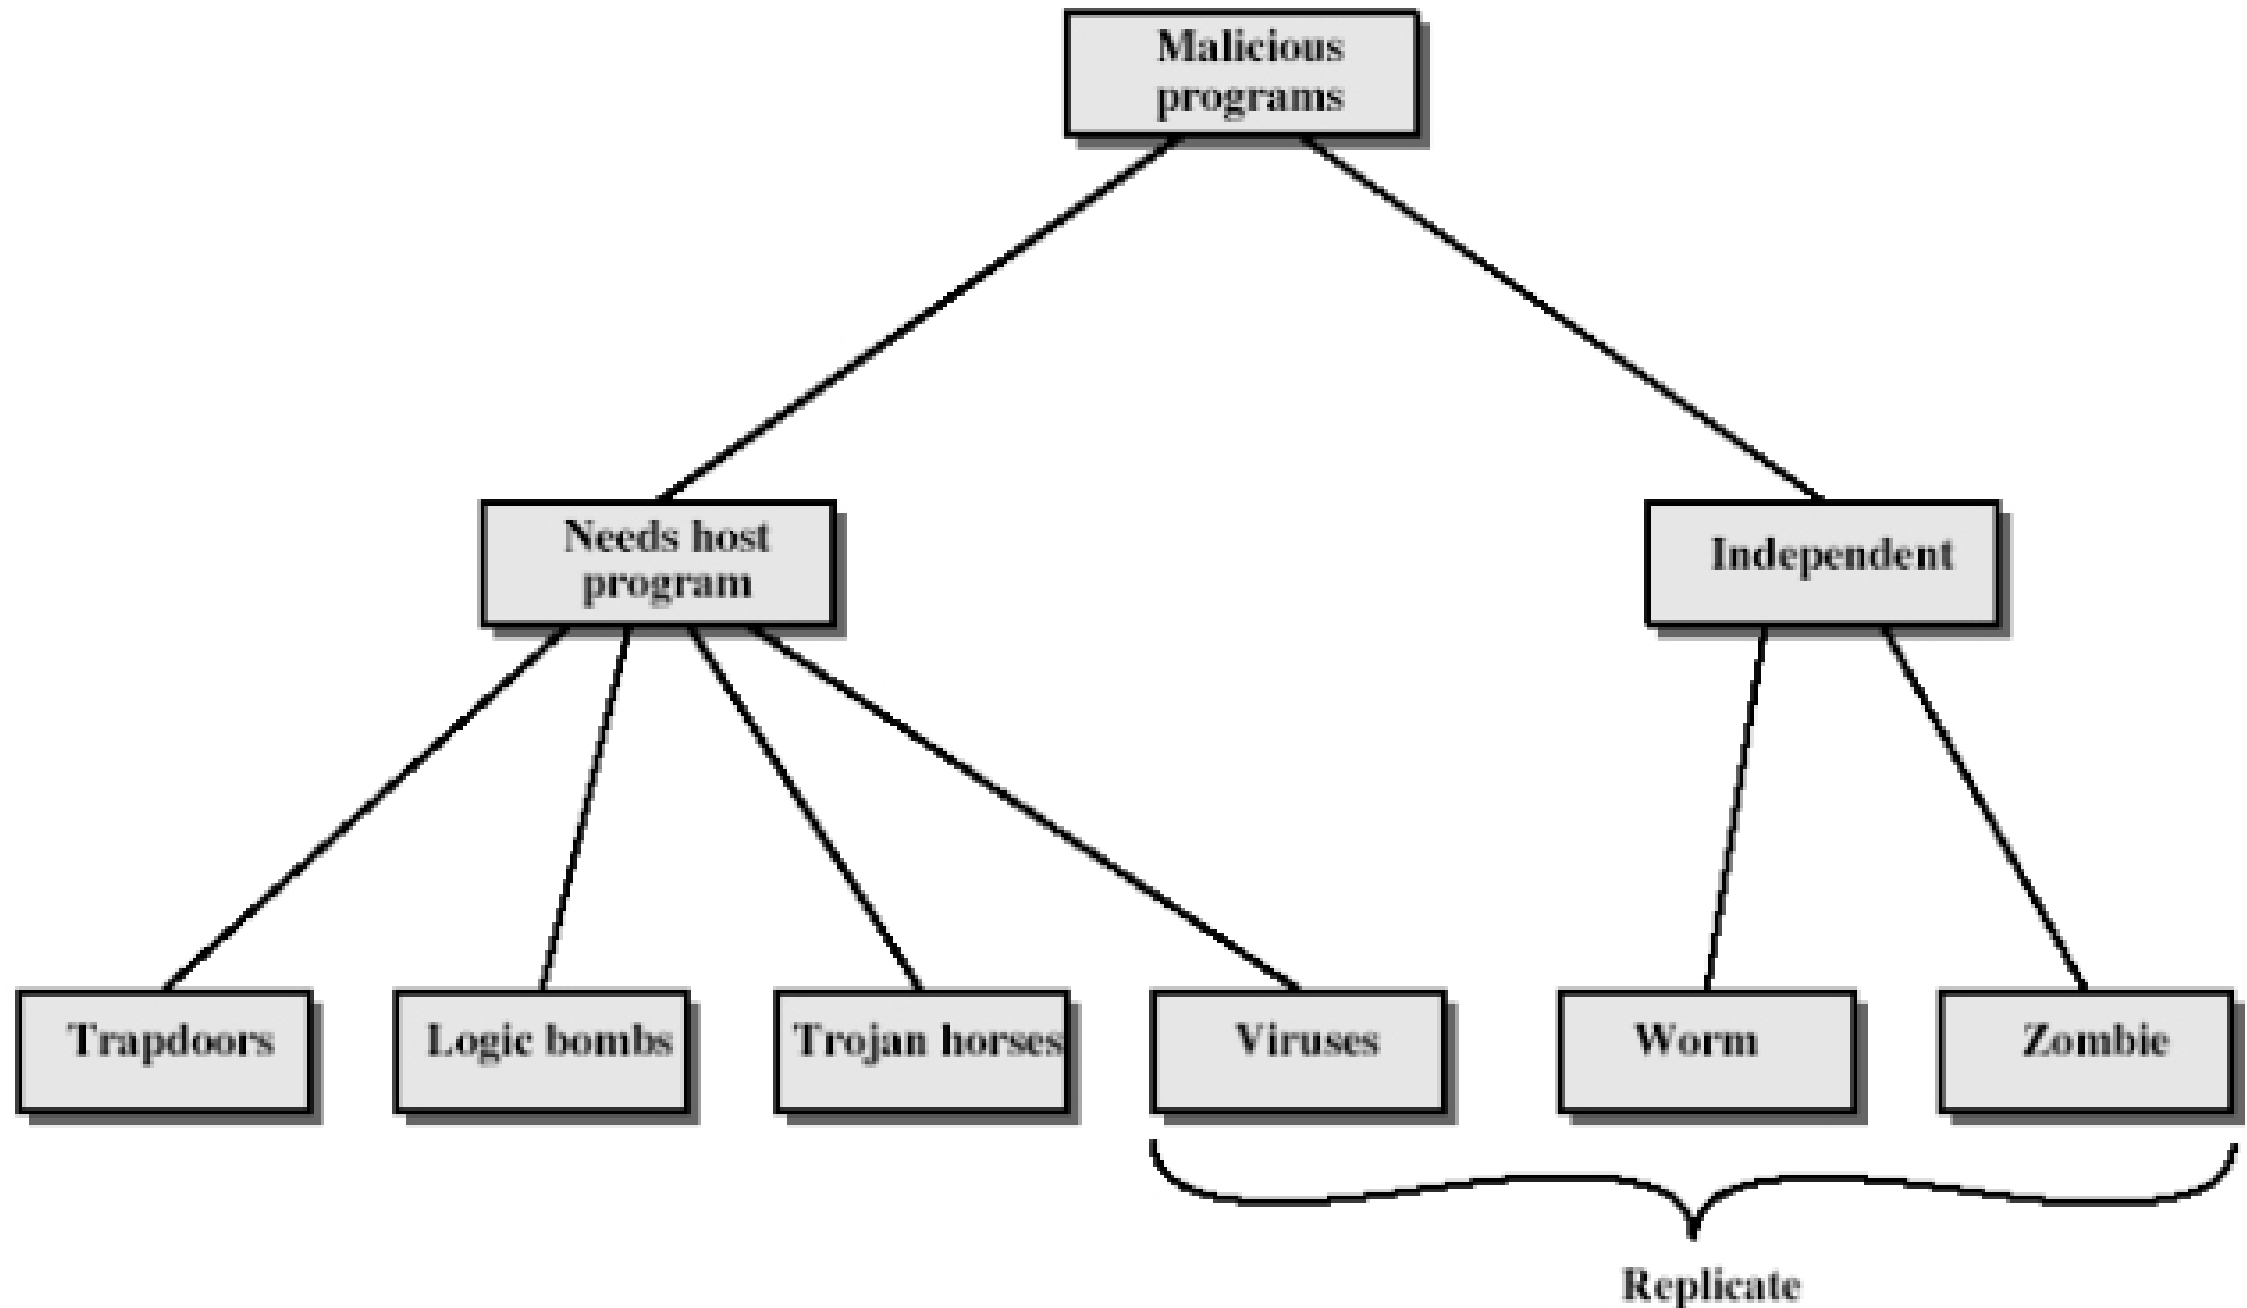 Malicious
programs
Needs host
program
Independent
Trapdoors
Logic bombs
Trojan horses
Viruses
Worm
Zombie
Replicate